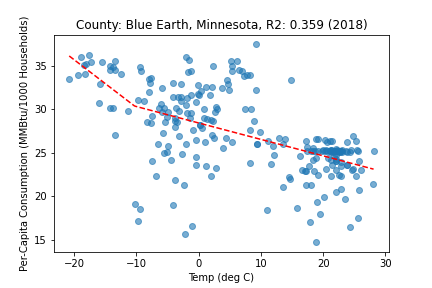 County: Blue Earth, Minnesota, R2: 0.359 (2018)
Per-Capita Consumption (MMBtu/1000 Households)
35
30
25
20
15
−20 −10 0 10 20 30
Temp (deg C)